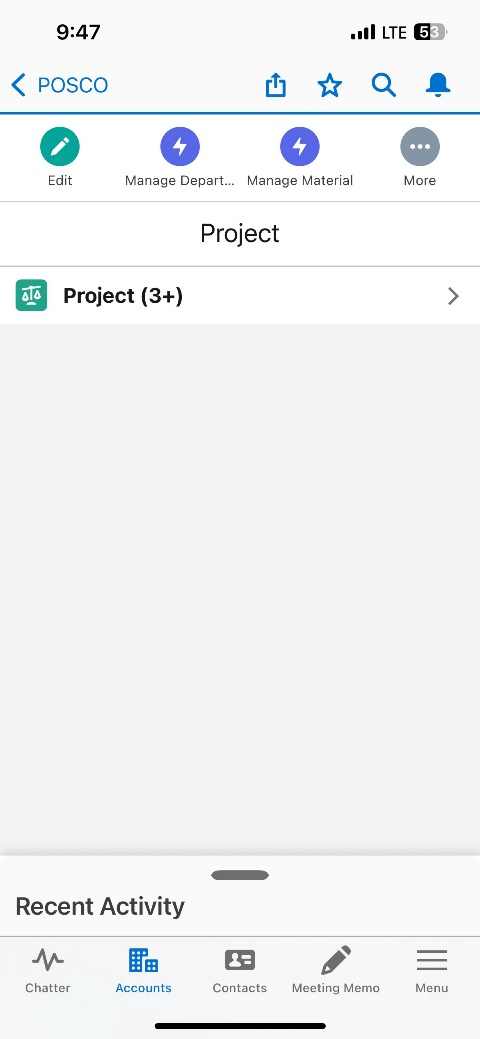 9:47
LTE 53
POSCO
Edit
Manage Depart...
Manage Material
More
Project
Project (3+)
Recent Activity
Chatter
Accounts
Contacts
Meeting Memo
Menu